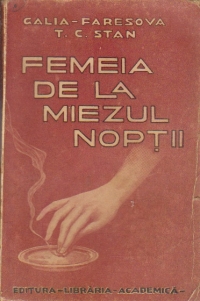 GALIA-FARESOVA
T. C. STAN
FEMEIA
DE LA
MIEZUL
NOPȚII
EDITURA-LIBRĂRIA-ACADEMICĂ-